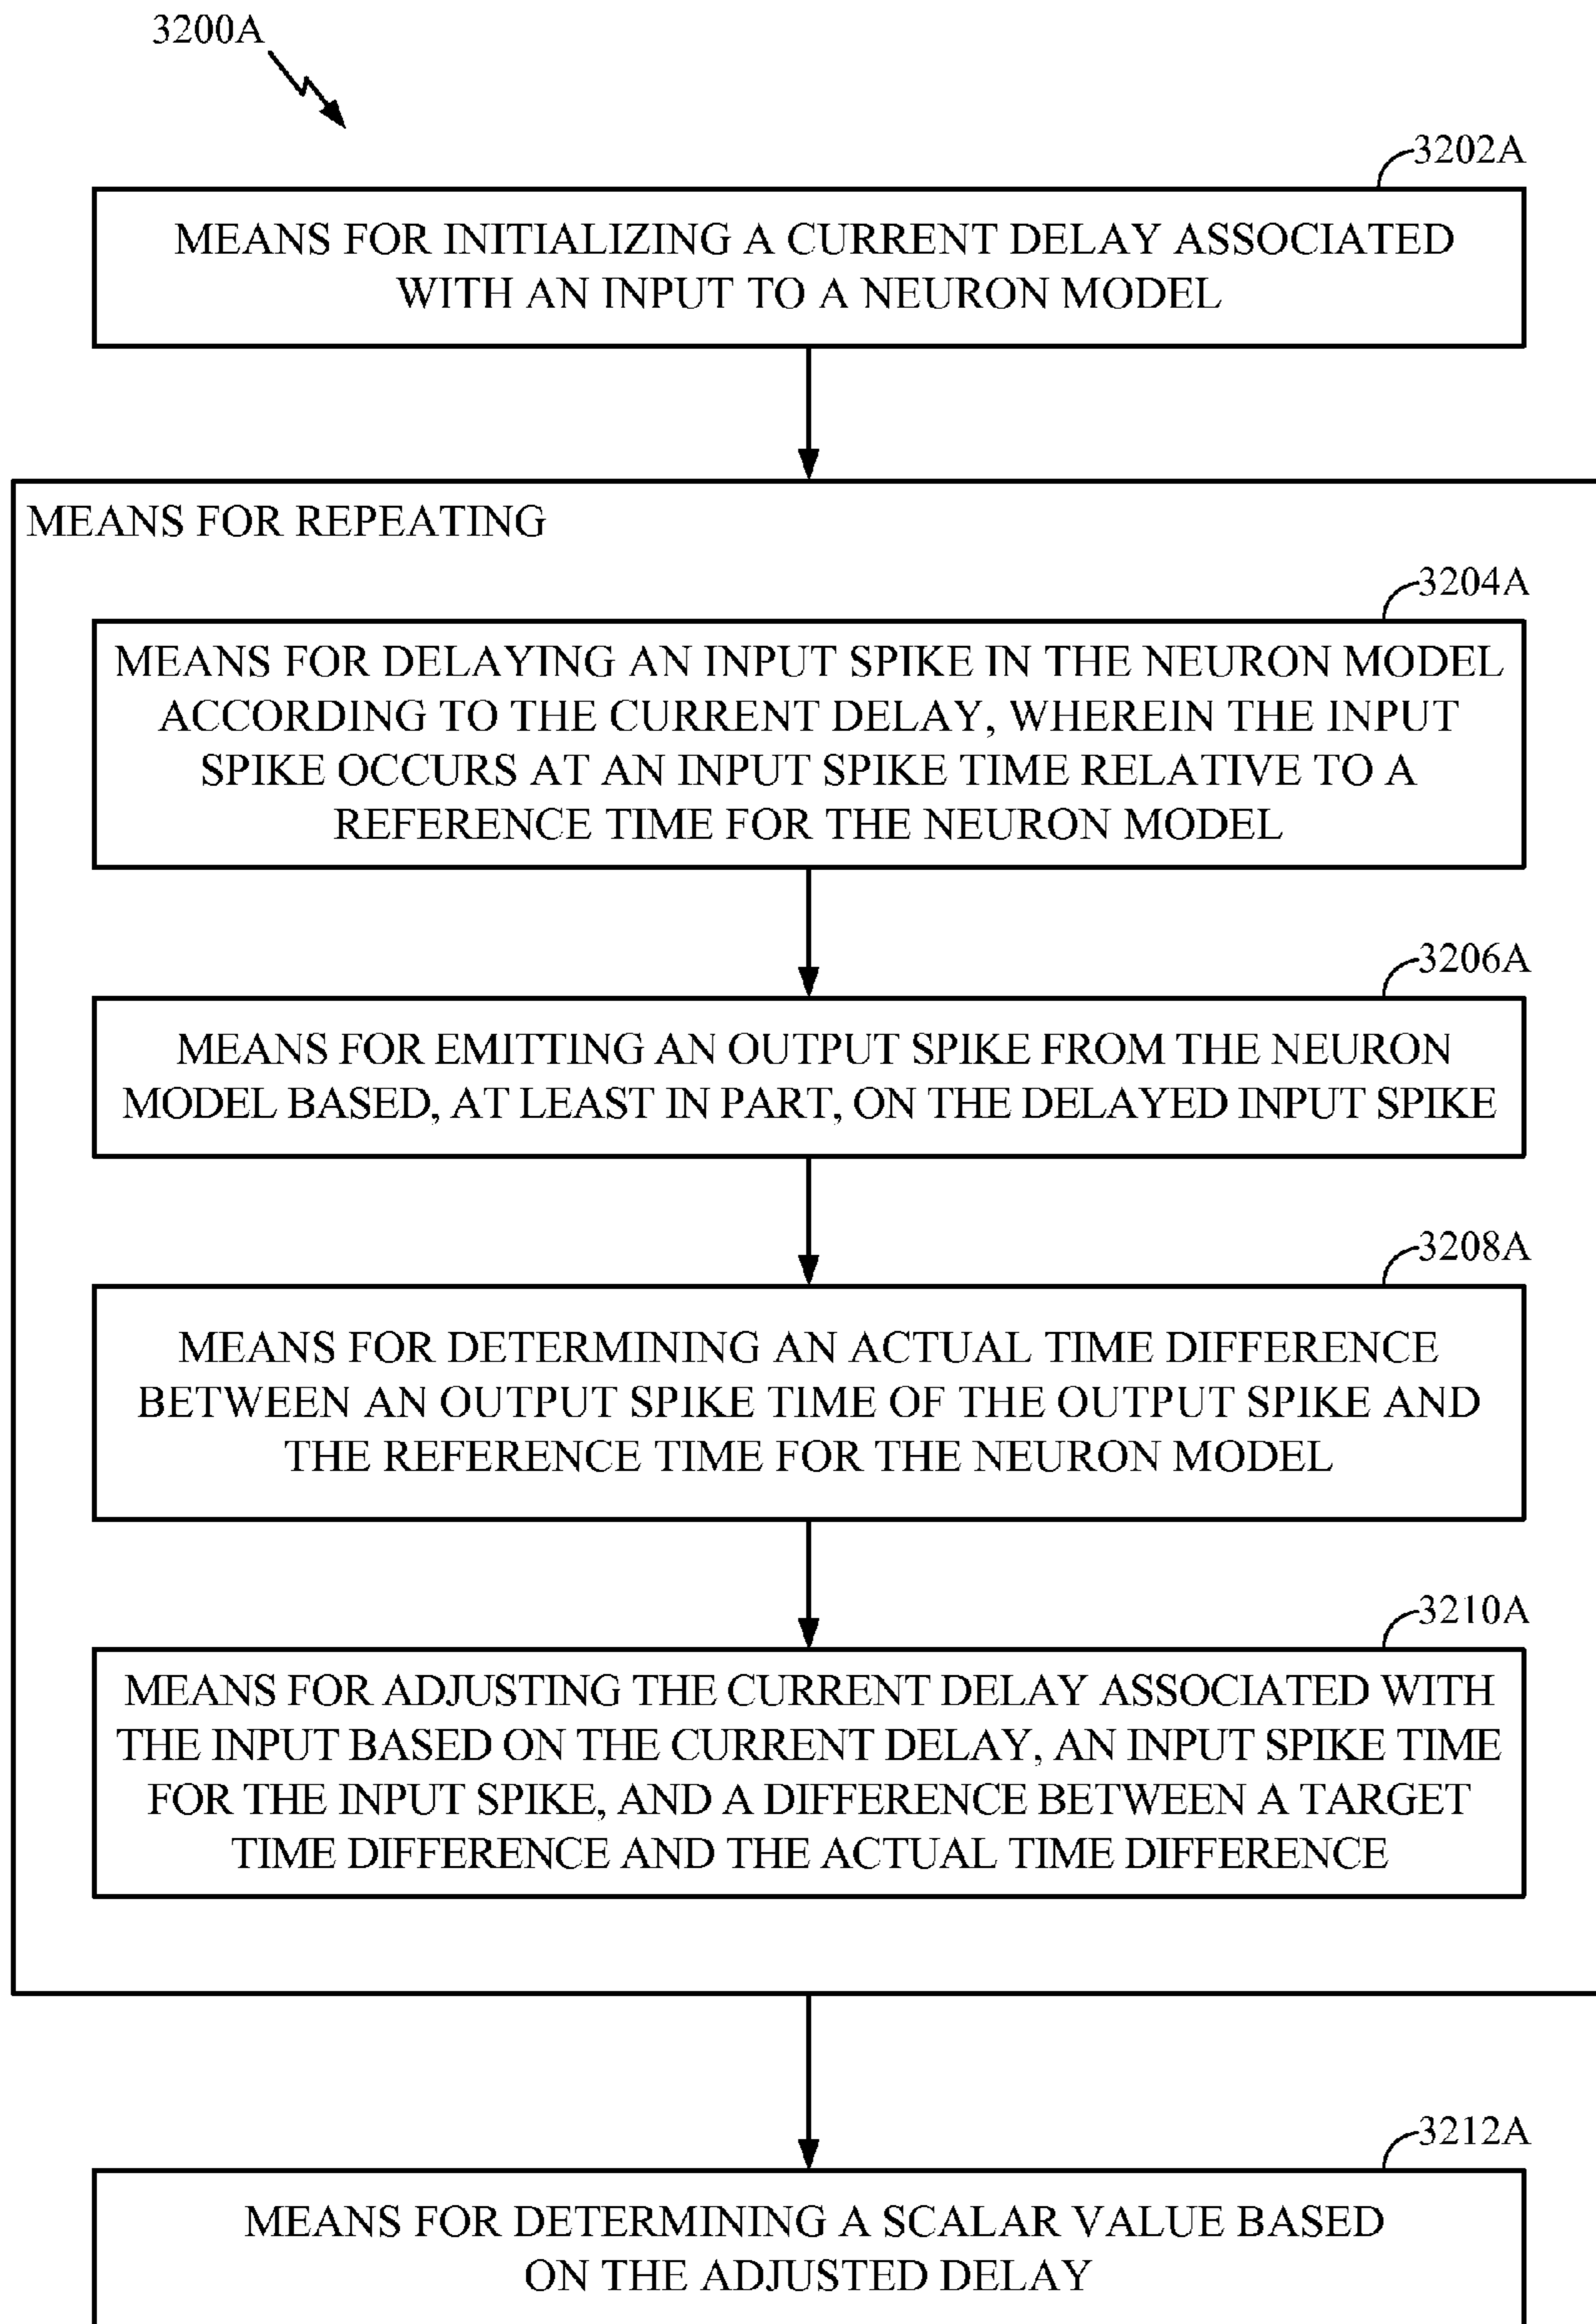 3200A
3202A
MEANS FOR INITIALIZING A CURRENT DELAY ASSOCIATED
WITH AN INPUT TO A NEURON MODEL
MEANS FOR REPEATING
3204A
MEANS FOR DELAYING AN INPUT SPIKE IN THE NEURON MODEL
ACCORDING TO THE CURRENT DELAY, WHEREIN THE INPUT
SPIKE OCCURS AT AN INPUT SPIKE TIME RELATIVE TO A
REFERENCE TIME FOR THE NEURON MODEL
3206A
MEANS FOR EMITTING AN OUTPUT SPIKE FROM THE NEURON
MODEL BASED, AT LEAST IN PART, ON THE DELAYED INPUT SPIKE
3208A
MEANS FOR DETERMINING AN ACTUAL TIME DIFFERENCE
BETWEEN AN OUTPUT SPIKE TIME OF THE OUTPUT SPIKE AND
THE REFERENCE TIME FOR THE NEURON MODEL
3210A
MEANS FOR ADJUSTING THE CURRENT DELAY ASSOCIATED WITH
THE INPUT BASED ON THE CURRENT DELAY, AN INPUT SPIKE TIME
FOR THE INPUT SPIKE, AND A DIFFERENCE BETWEEN A TARGET
TIME DIFFERENCE AND THE ACTUAL TIME DIFFERENCE
3212A
MEANS FOR DETERMINING A SCALAR VALUE BASED
ON THE ADJUSTED DELAY